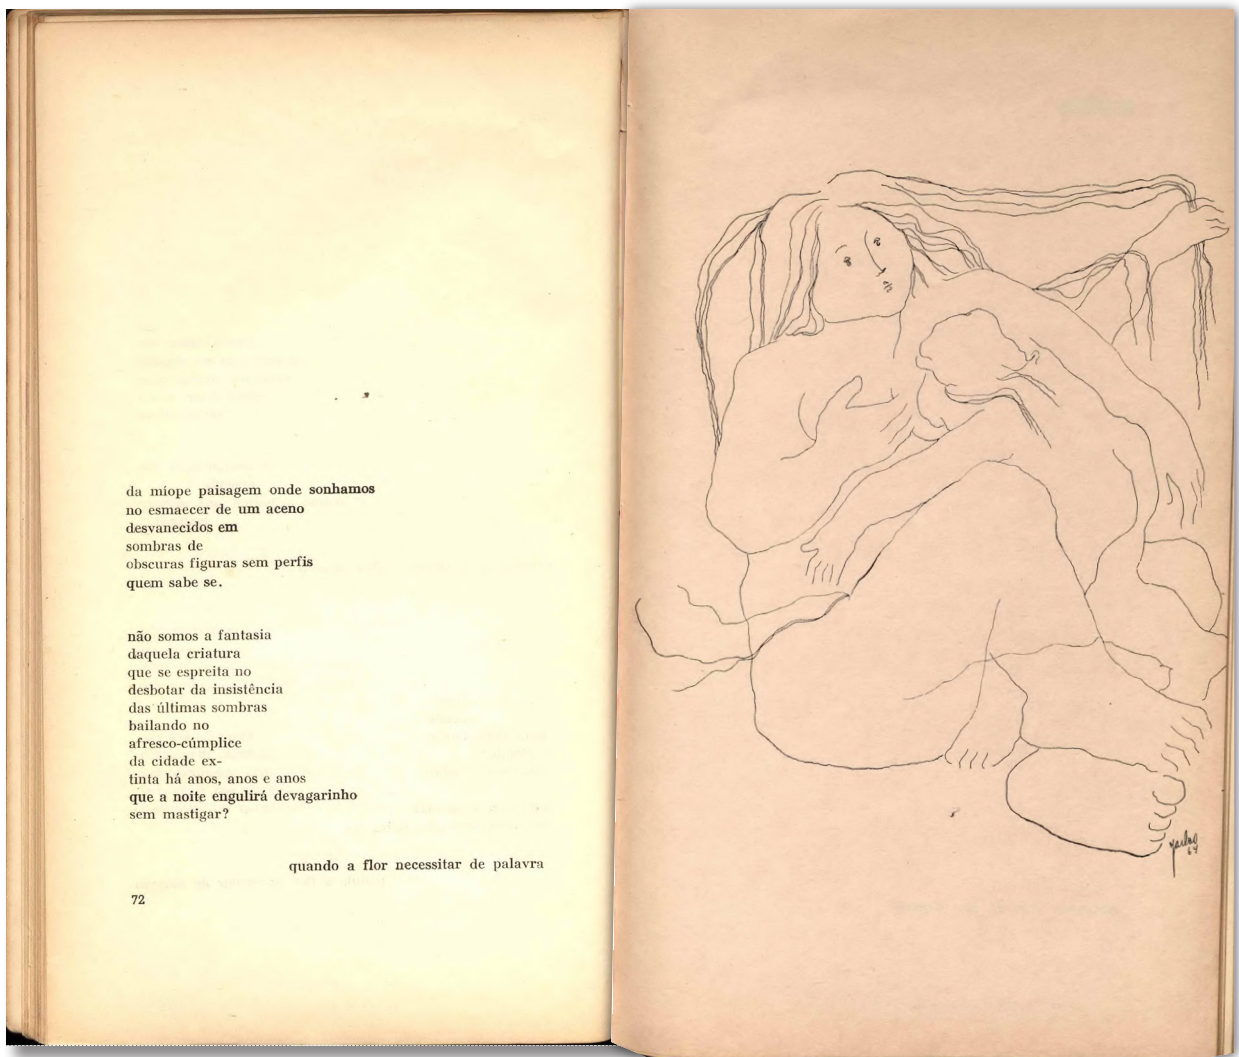 da míope paisagem onde sonhamos
no esmaecer de um aceno
desvanecidos em
sombras de
obscuras figuras sem perfis
quem sabe se.
não somos a fantasia
daquela criatura
que se espreita no
desbotar da insistência
das últimas sombras
bailando no
afresco-cúmplice
da cidade ex-
tinta há anos, anos e anos
que a noite engulirá devagarinho
sem mastigar?
quando a flor necessitar de palavra
72